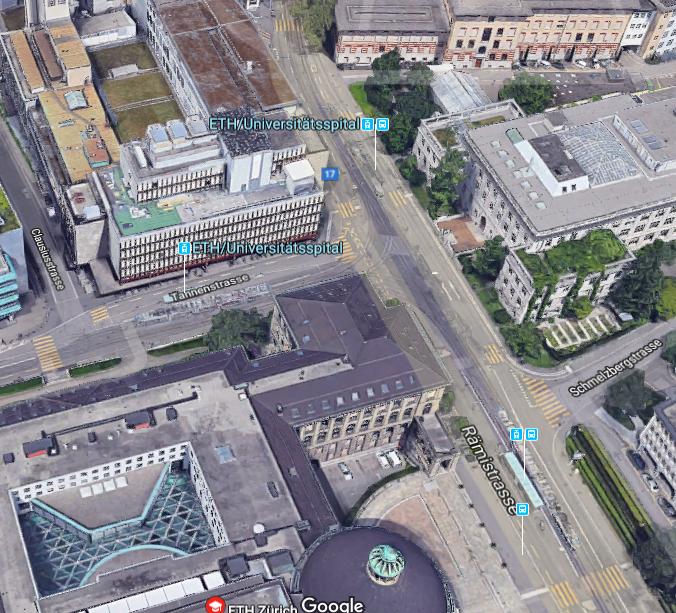 ETH/Universitätsspital
17
ETH/Universitätsspital
Clausiusstrasse
Tannenstrasse
Schmelzbergstrasse
Rämistrasse
ETH Zürich
Google